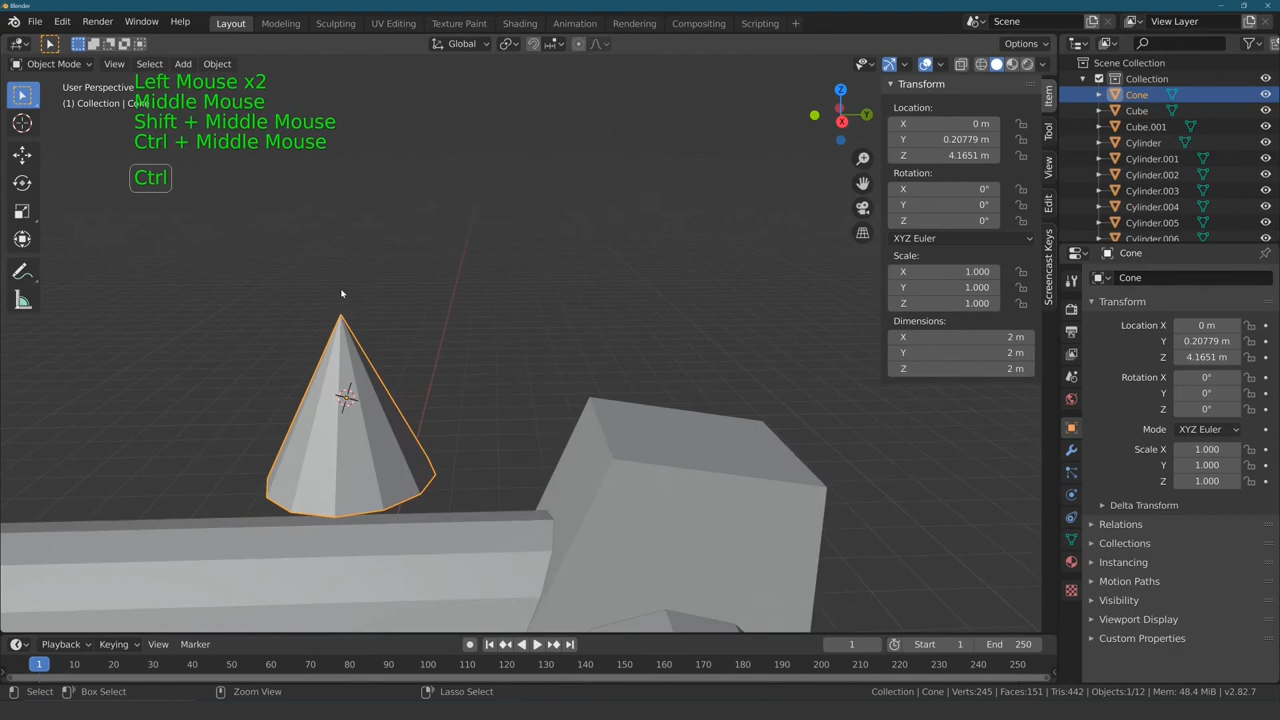 Blender
File Edit Render Window Help Layout Modeling Sculpting UV Editing Texture Paint Shading Animation Rendering Compositing Scripting + Scene View Layer
Global Options
Object Mode View Select Add Object
User Perspective
(1) Collection | Cone
Left Mouse x2
Middle Mouse
Shift + Middle Mouse
Ctrl + Middle Mouse
Ctrl
Z
Y
X
Transform
Location:
X 0 m
Y 0.20779 m
Z 4.1651 m
Rotation:
X 0°
Y 0°
Z 0°
XYZ Euler
Scale:
X 1.000
Y 1.000
Z 1.000
Dimensions:
X 2 m
Y 2 m
Z 2 m
Item
Tool
View
Edit
Screencast Keys
Scene Collection
Collection
Cone
Cube
Cube.001
Cylinder
Cylinder.001
Cylinder.002
Cylinder.003
Cylinder.004
Cylinder.005
Cylinder.006
Cone
Cone
Transform
Location X 0 m
Y 0.20779 m
Z 4.1651 m
Rotation X 0°
Y 0°
Z 0°
Mode XYZ Euler
Scale X 1.000
Y 1.000
Z 1.000
Delta Transform
Relations
Collections
Instancing
Motion Paths
Visibility
Viewport Display
Custom Properties
Playback Keying View Marker 1 Start 1 End 250
1 10 20 30 40 50 60 70 80 90 100 110 120 130 140 150 160 170 180 190 200 210 220 230 240 250
Select Box Select Zoom View Lasso Select Collection | Cone | Verts:245 | Faces:151 | Tris:442 | Objects:1/12 | Mem: 48.4 MiB | v2.82.7